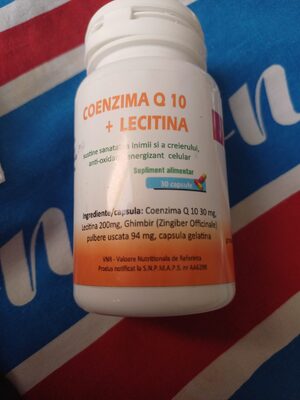 COENZIMA Q 10
+ LECITINA
sustine sanatatea inimii si a creierului,
anti-oxidant, energizant celular
Supliment alimentar
30 capsule
Ingrediente/capsula: Coenzima Q 10 30 mg,
Lecitina 200mg, Ghimbir (Zingiber Officinale)
pulbere uscata 94 mg, capsula gelatina
VNR - Valoare Nutritionala de Referinta
Produs notificat la S.N.P.M.A.P.S. nr AA6298
en